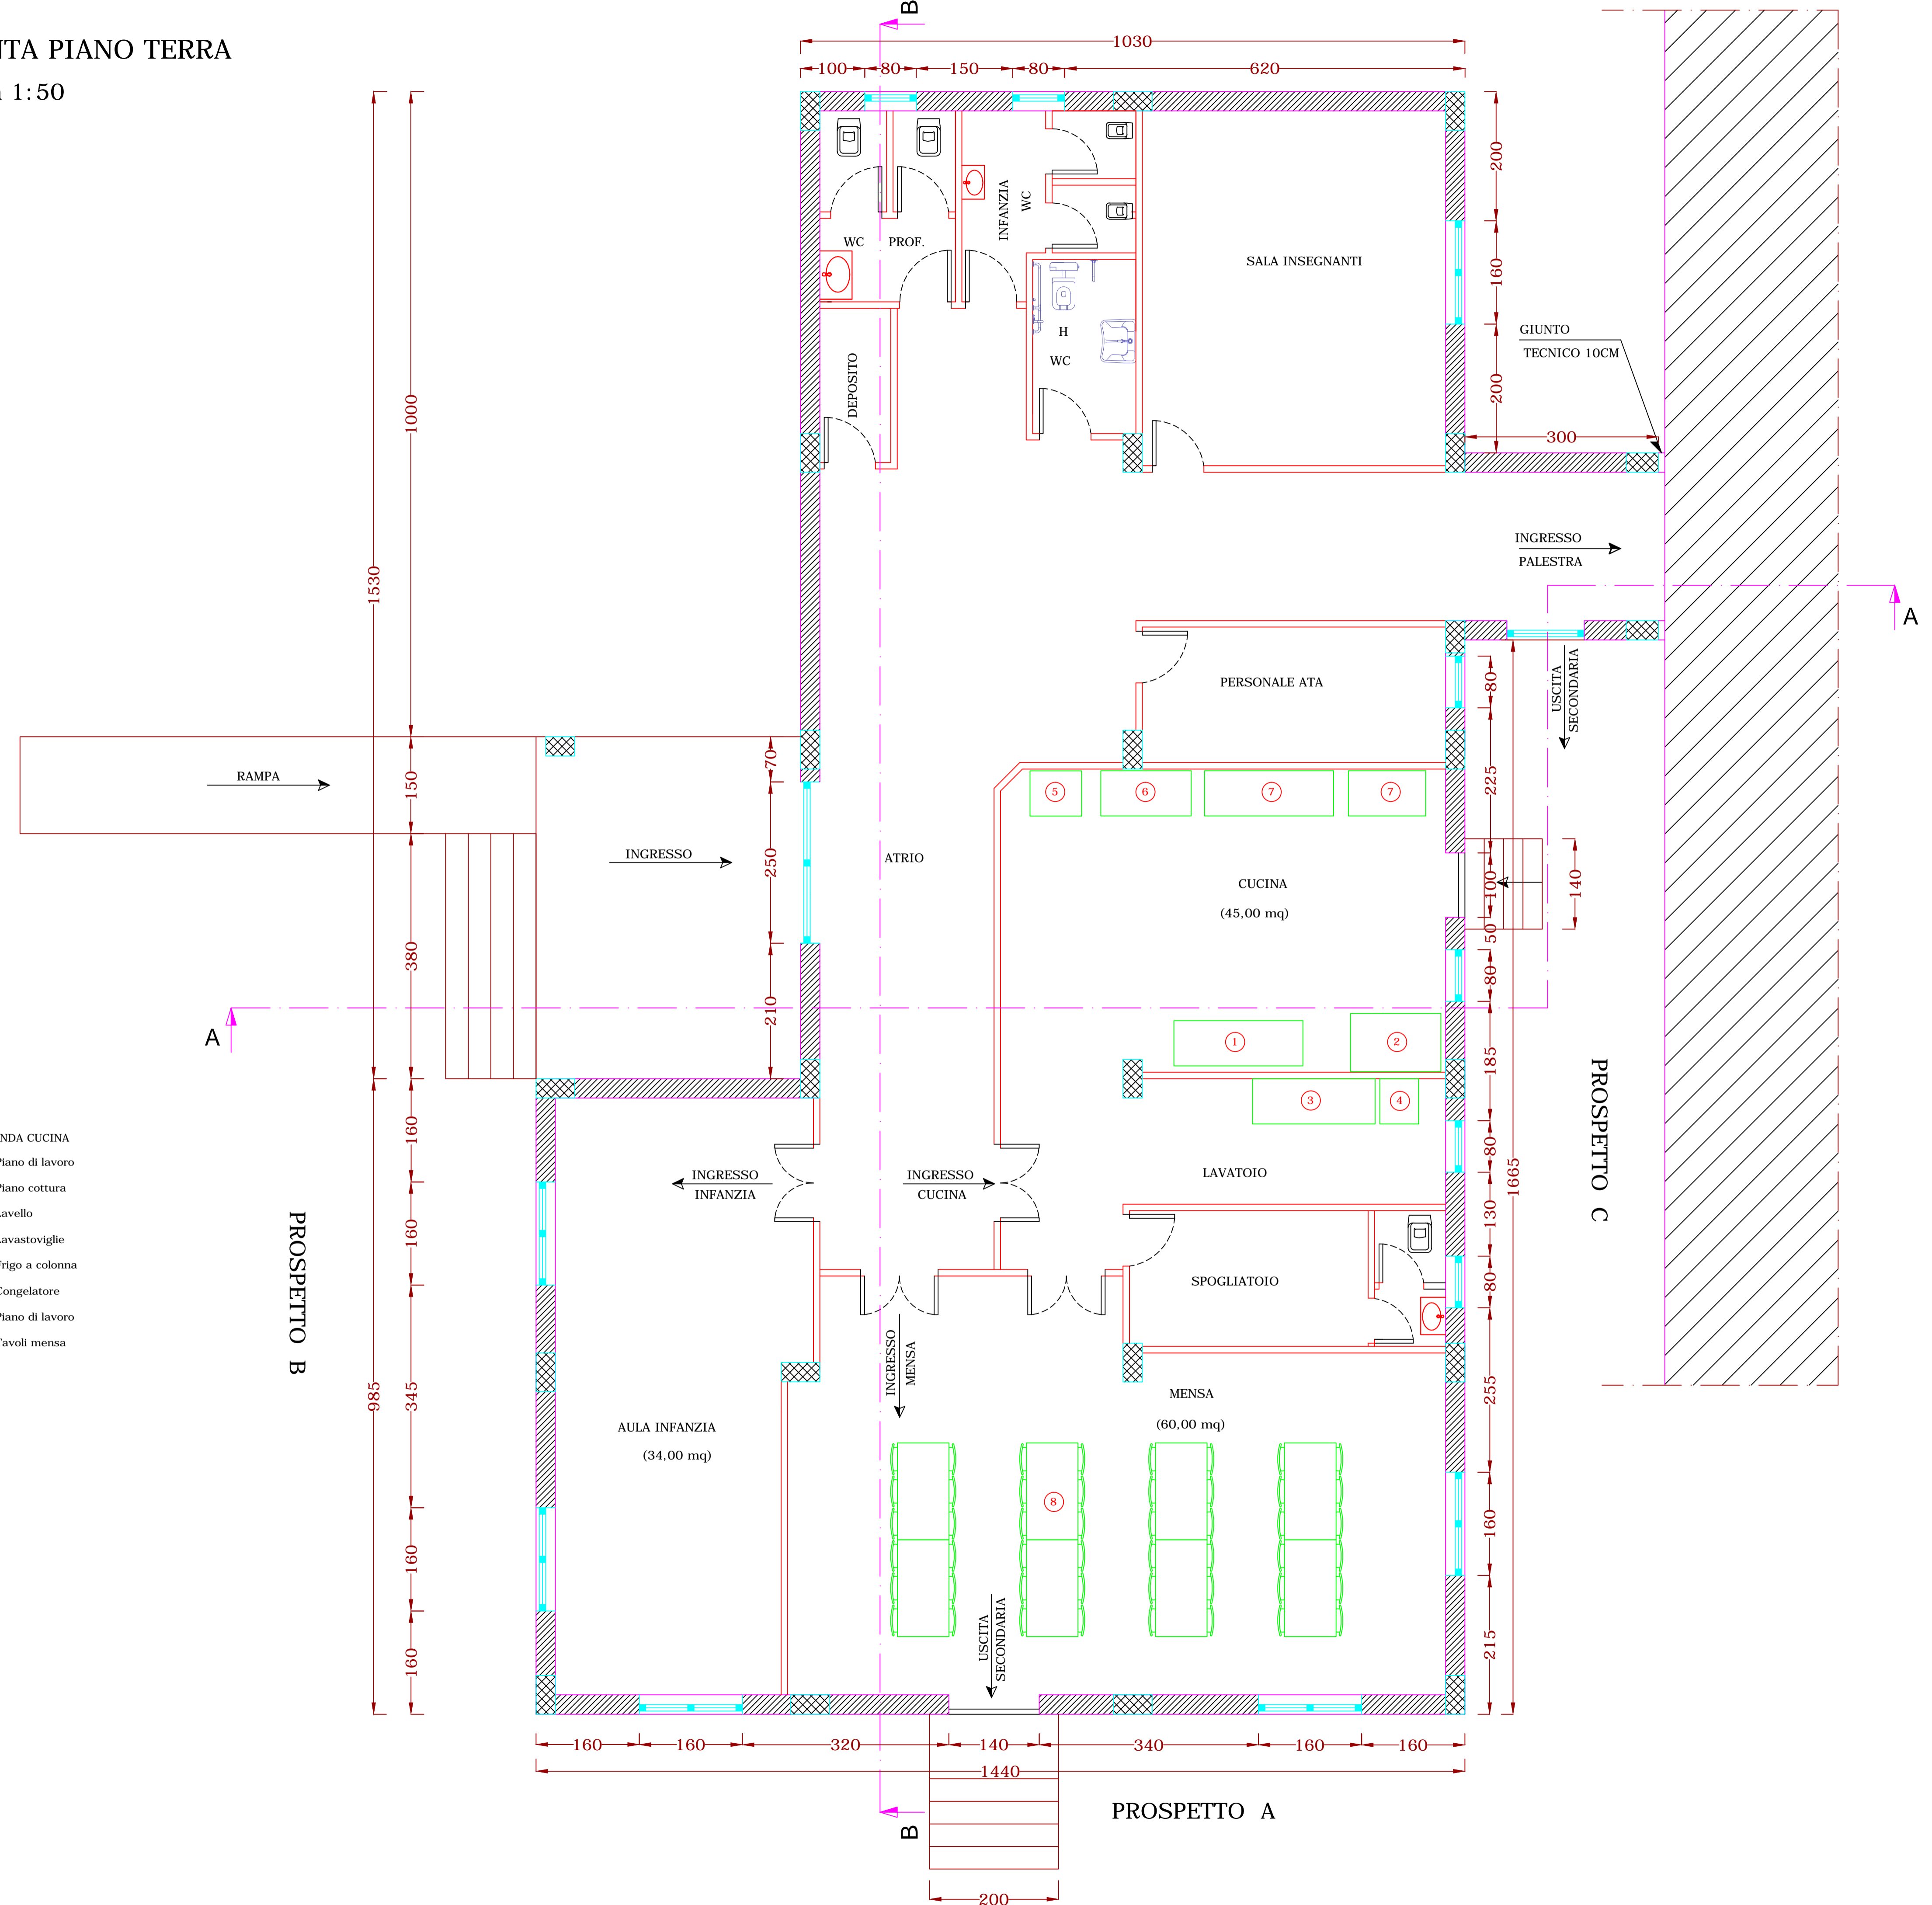 PIANO TERRA
1:50
B
1030
100
80
150
80
620
1530
1000
150
380
985
160
160
345
160
160
WC
PROF.
INFANZIA
WC
SALA INSEGNANTI
H
WC
DEPOSITO
200
160
200
GIUNTO
TECNICO 10CM
300
INGRESSO
PALESTRA
A
USCITA
SECONDARIA
PERSONALE ATA
80
225
100
50
80
185
80
130
80
255
160
215
1665
140
RAMPA
INGRESSO
70
250
210
ATRIO
5
6
7
7
CUCINA
(45,00 mq)
A
1
2
3
4
LAVATOIO
INGRESSO
INFANZIA
INGRESSO
CUCINA
SPOGLIATOIO
INGRESSO
MENSA
MENSA
(60,00 mq)
AULA INFANZIA
(34,00 mq)
8
USCITA
SECONDARIA
CUCINA
Piano di lavoro
Piano cottura
Lavello
Lavastoviglie
Frigo a colonna
Congelatore
Piano di lavoro
Tavoli mensa
PROSPETTO B
PROSPETTO C
160
160
320
140
340
160
160
1440
PROSPETTO A
B
200